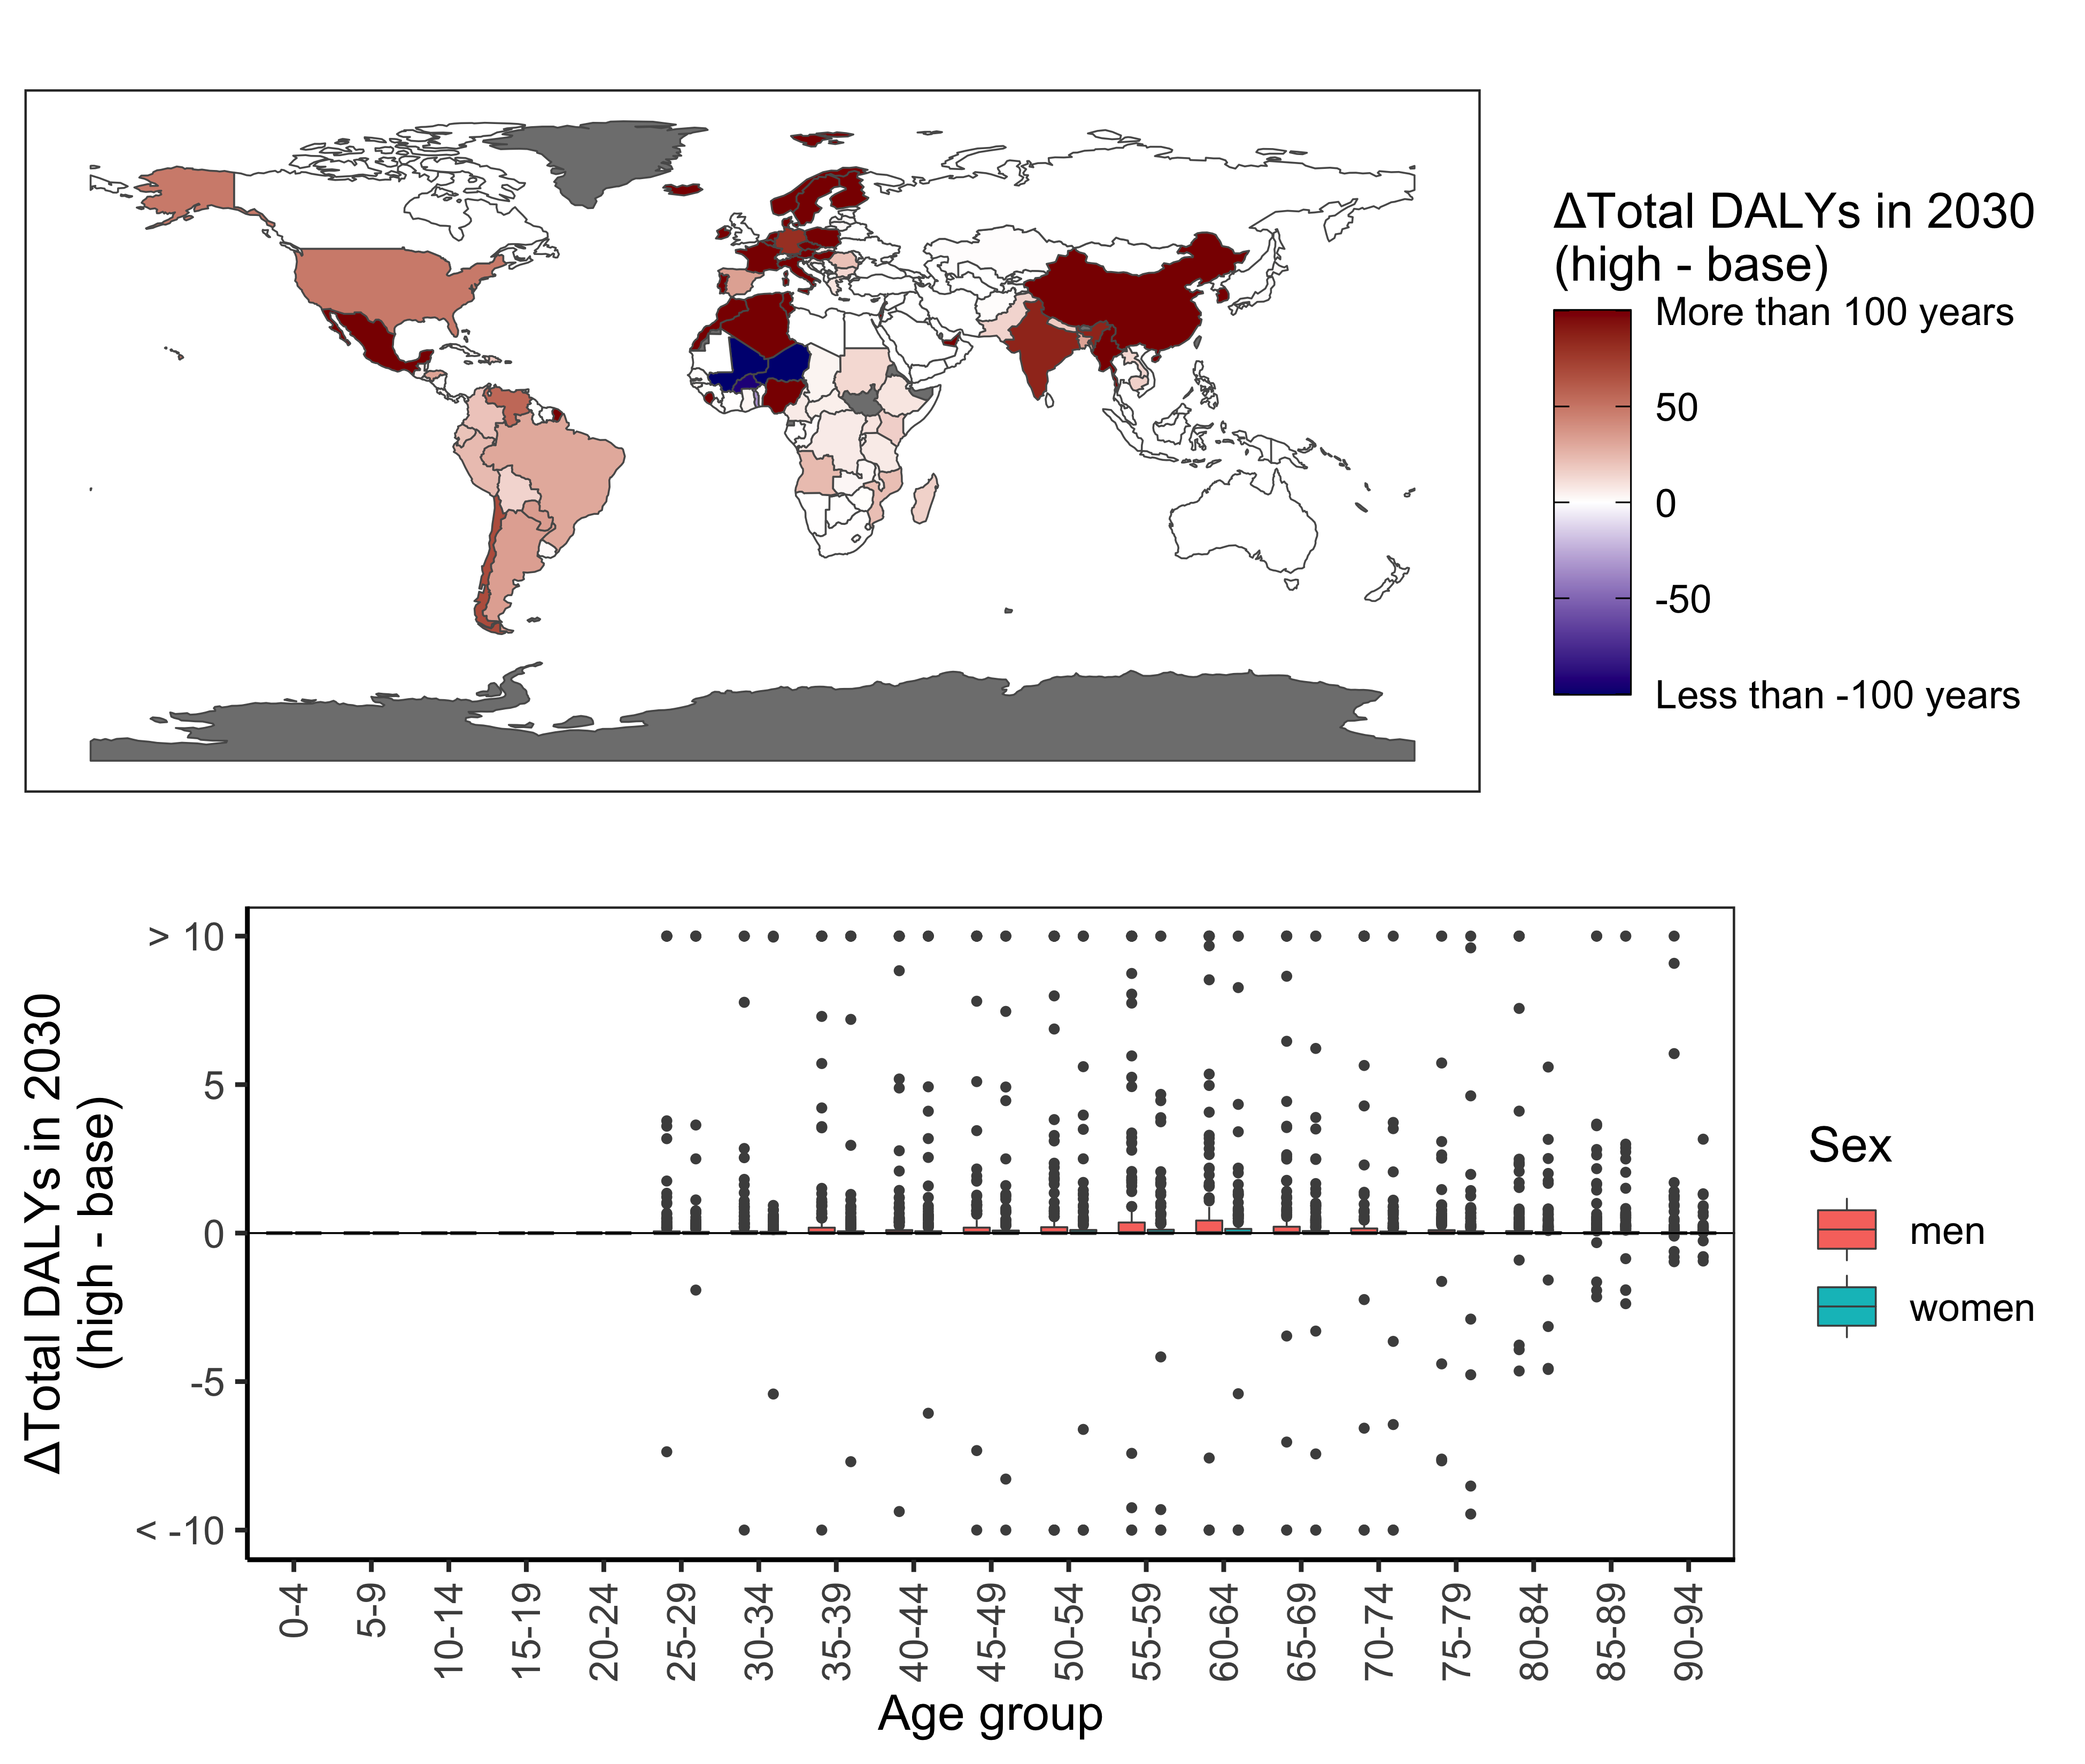 ΔTotal DALYs in 2030
(high - base)
More than 100 years
50
0
-50
Less than -100 years
ΔTotal DALYs in 2030
(high - base)
> 10
5
0
-5
< -10
0-4
5-9
10-14
15-19
20-24
25-29
30-34
35-39
40-44
45-49
50-54
55-59
60-64
65-69
70-74
75-79
80-84
85-89
90-94
Age group
Sex
men
women